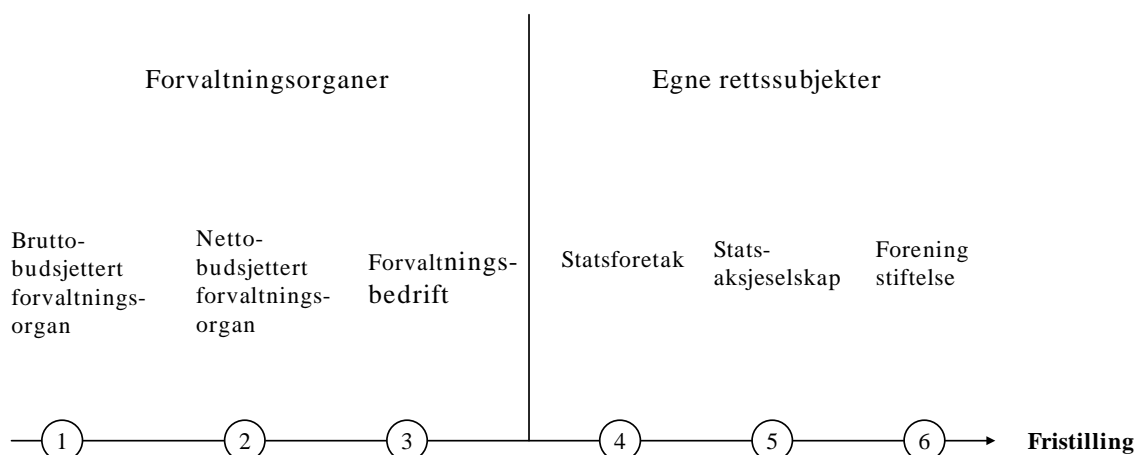 Forvaltningsorganer
Egne rettssubjekter
Brutto-
budsjettert
forvaltnings-
organ
Netto-
budsjettert
forvaltnings-
organ
Forvaltnings-
bedrift
Statsforetak
Stats-
aksjeselskap
Forening
stiftelse
1 2 3 4 5 6 Fristilling